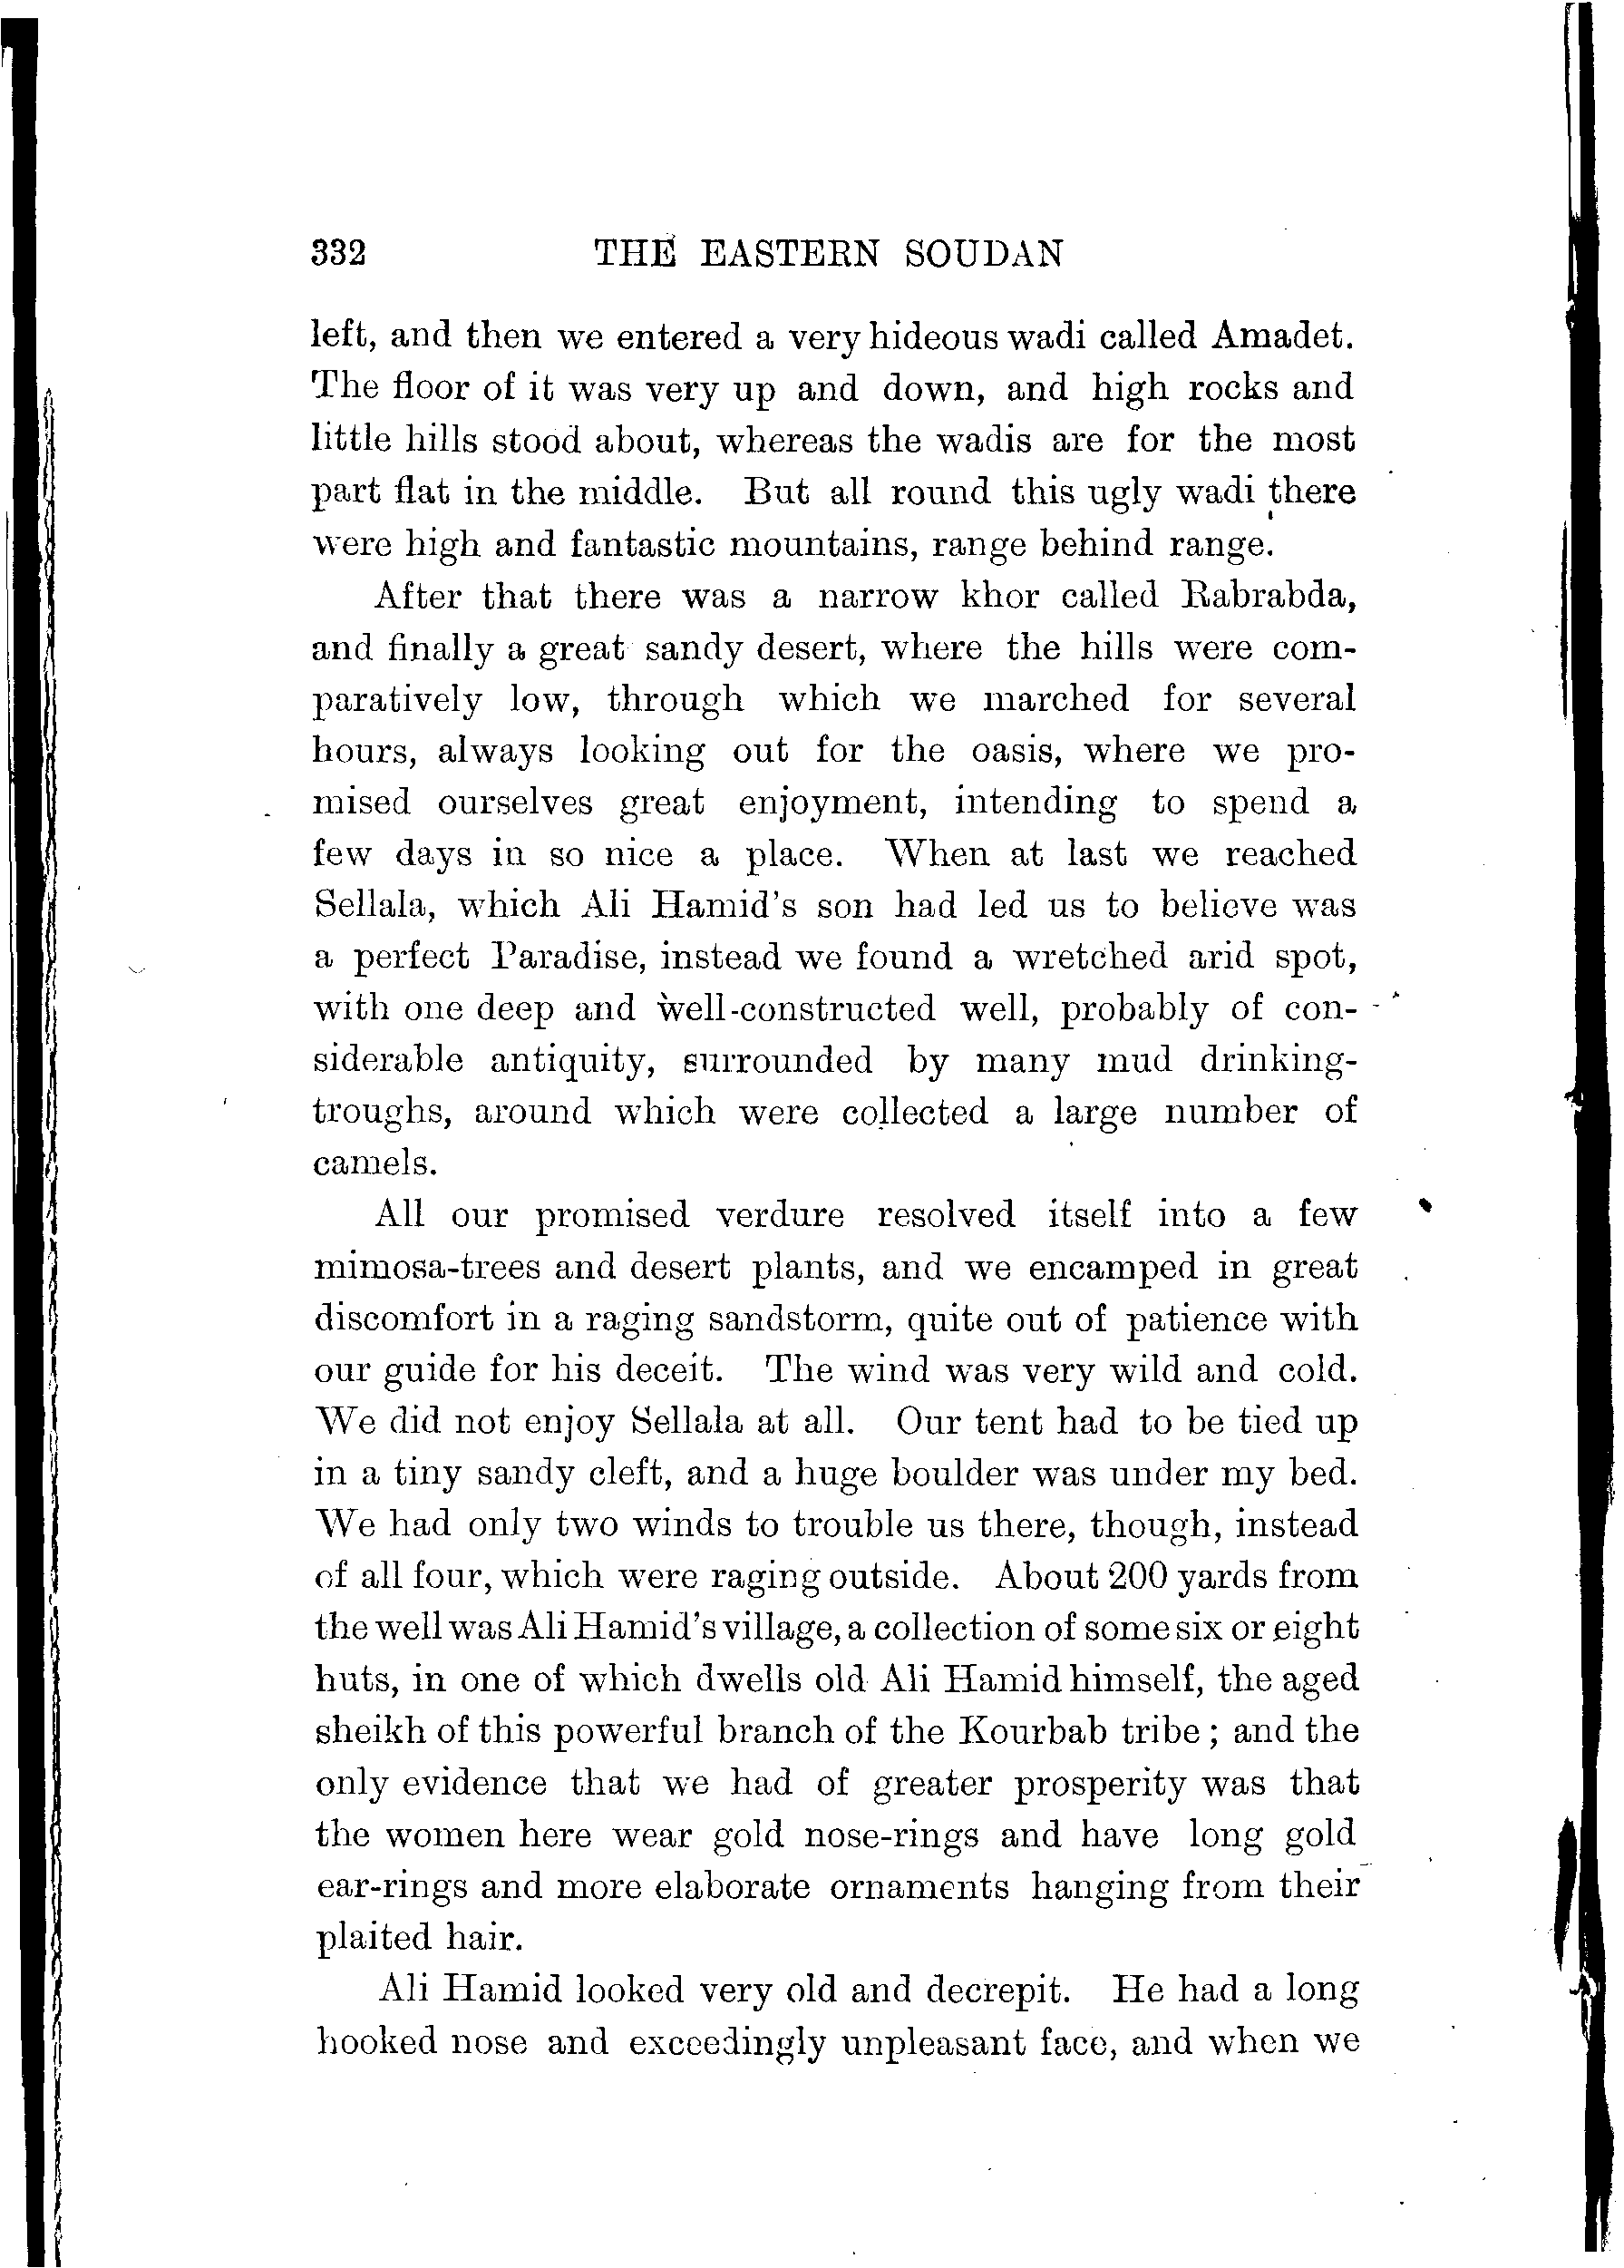 332 THE EASTERN SOUDAN
left, and then we entered a very hideous wadi called Amadet.
The floor of it was very up and down, and high rocks and
little hills stood about, whereas the wadis are for the most
part flat in the middle. But all round this ugly wadi there
were high and fantastic mountains, range behind range.
After that there was a narrow khor called Rabrabda,
and finally a great sandy desert, where the hills were com-
paratively low, through which we marched for several
hours, always looking out for the oasis, where we pro-
mised ourselves great enjoyment, intending to spend a
few days in so nice a place. When at last we reached
Sellala, which Ali Hamid's son had led us to believe was
a perfect Paradise, instead we found a wretched arid spot,
with one deep and well-constructed well, probably of con-
siderable antiquity, surrounded by many mud drinking-
troughs, around which were collected a large number of
camels.
All our promised verdure resolved itself into a few
mimosa-trees and desert plants, and we encamped in great
discomfort in a raging sandstorm, quite out of patience with
our guide for his deceit. The wind was very wild and cold.
We did not enjoy Sellala at all. Our tent had to be tied up
in a tiny sandy cleft, and a huge boulder was under my bed.
We had only two winds to trouble us there, though, instead
of all four, which were raging outside. About 200 yards from
the well was Ali Hamid's village, a collection of some six or eight
huts, in one of which dwells old Ali Hamid himself, the aged
sheikh of this powerful branch of the Kourbab tribe; and the
only evidence that we had of greater prosperity was that
the women here wear gold nose-rings and have long gold
ear-rings and more elaborate ornaments hanging from their
plaited hair.
Ali Hamid looked very old and decrepit. He had a long
hooked nose and exceedingly unpleasant face, and when we